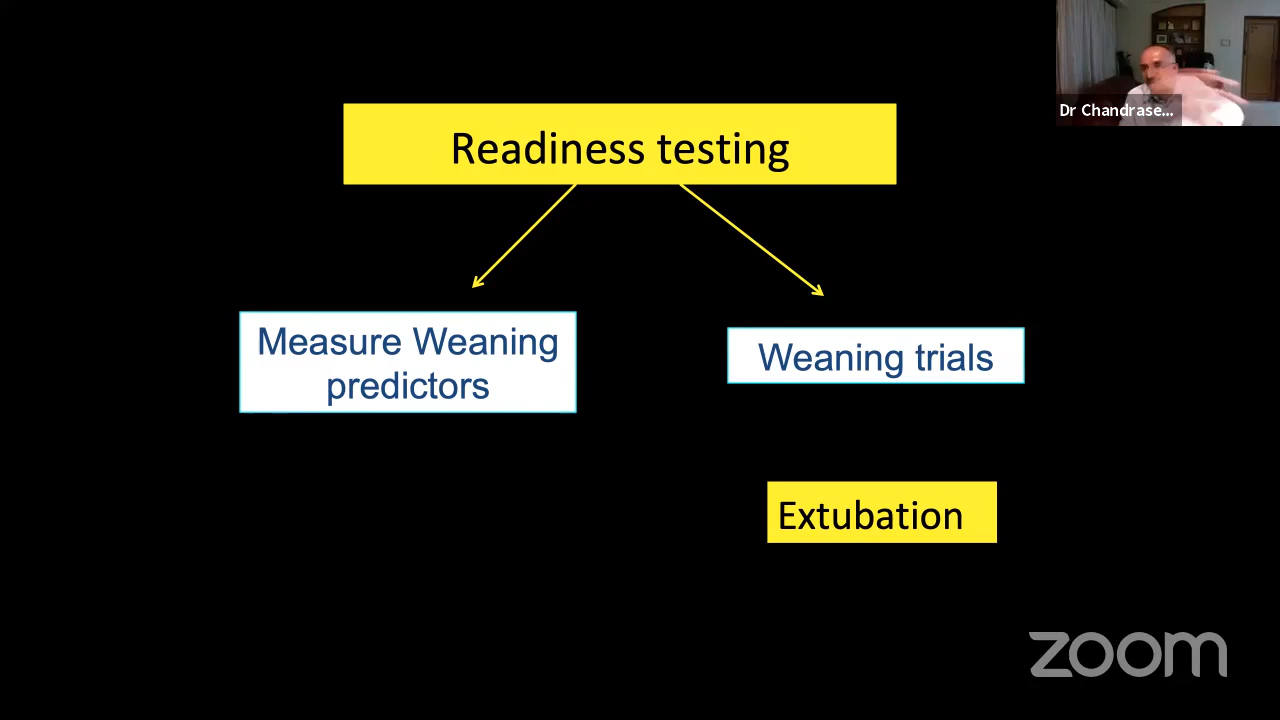 Dr Chandrase...
Readiness testing
Measure Weaning
predictors
Weaning trials
Extubation
zoom